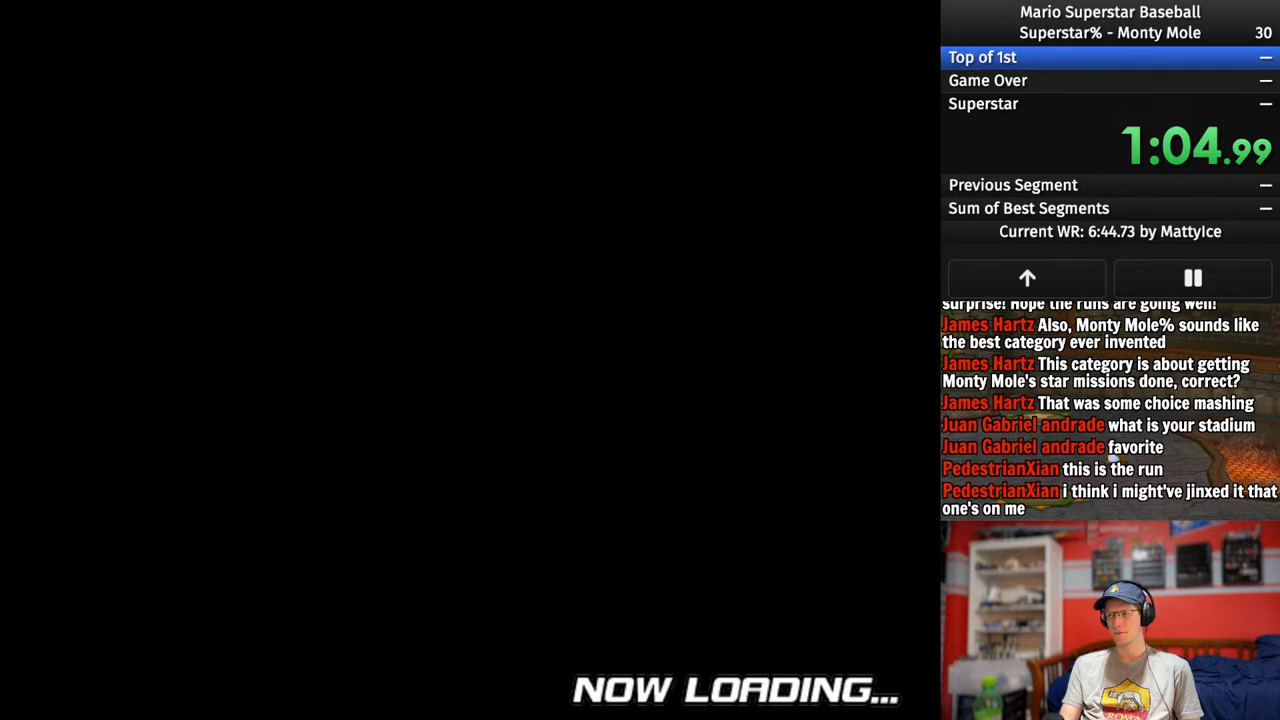 Mario Superstar Baseball
Superstar% - Monty Mole 30
Top of 1st —
Game Over —
Superstar —
1:04.99
Previous Segment —
Sum of Best Segments —
Current WR: 6:44.73 by MattyIce
surprise! Hope the runs are going well!
James Hartz Also, Monty Mole% sounds like
the best category ever invented
James Hartz This category is about getting
Monty Mole's star missions done, correct?
James Hartz That was some choice mashing
Juan Gabriel andrade what is your stadium
Juan Gabriel andrade favorite
PedestrianXian this is the run
PedestrianXian i think i might've jinxed it that
one's on me
ROMA
NOW LOADING...